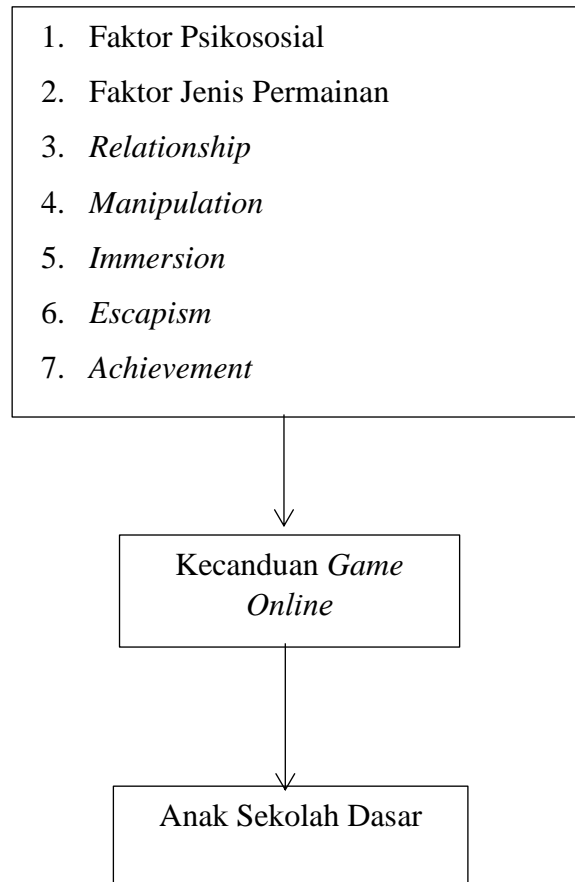 1. Faktor Psikososial
2. Faktor Jenis Permainan
3. Relationship
4. Manipulation
5. Immersion
6. Escapism
7. Achievement
Kecanduan Game
Online
Anak Sekolah Dasar